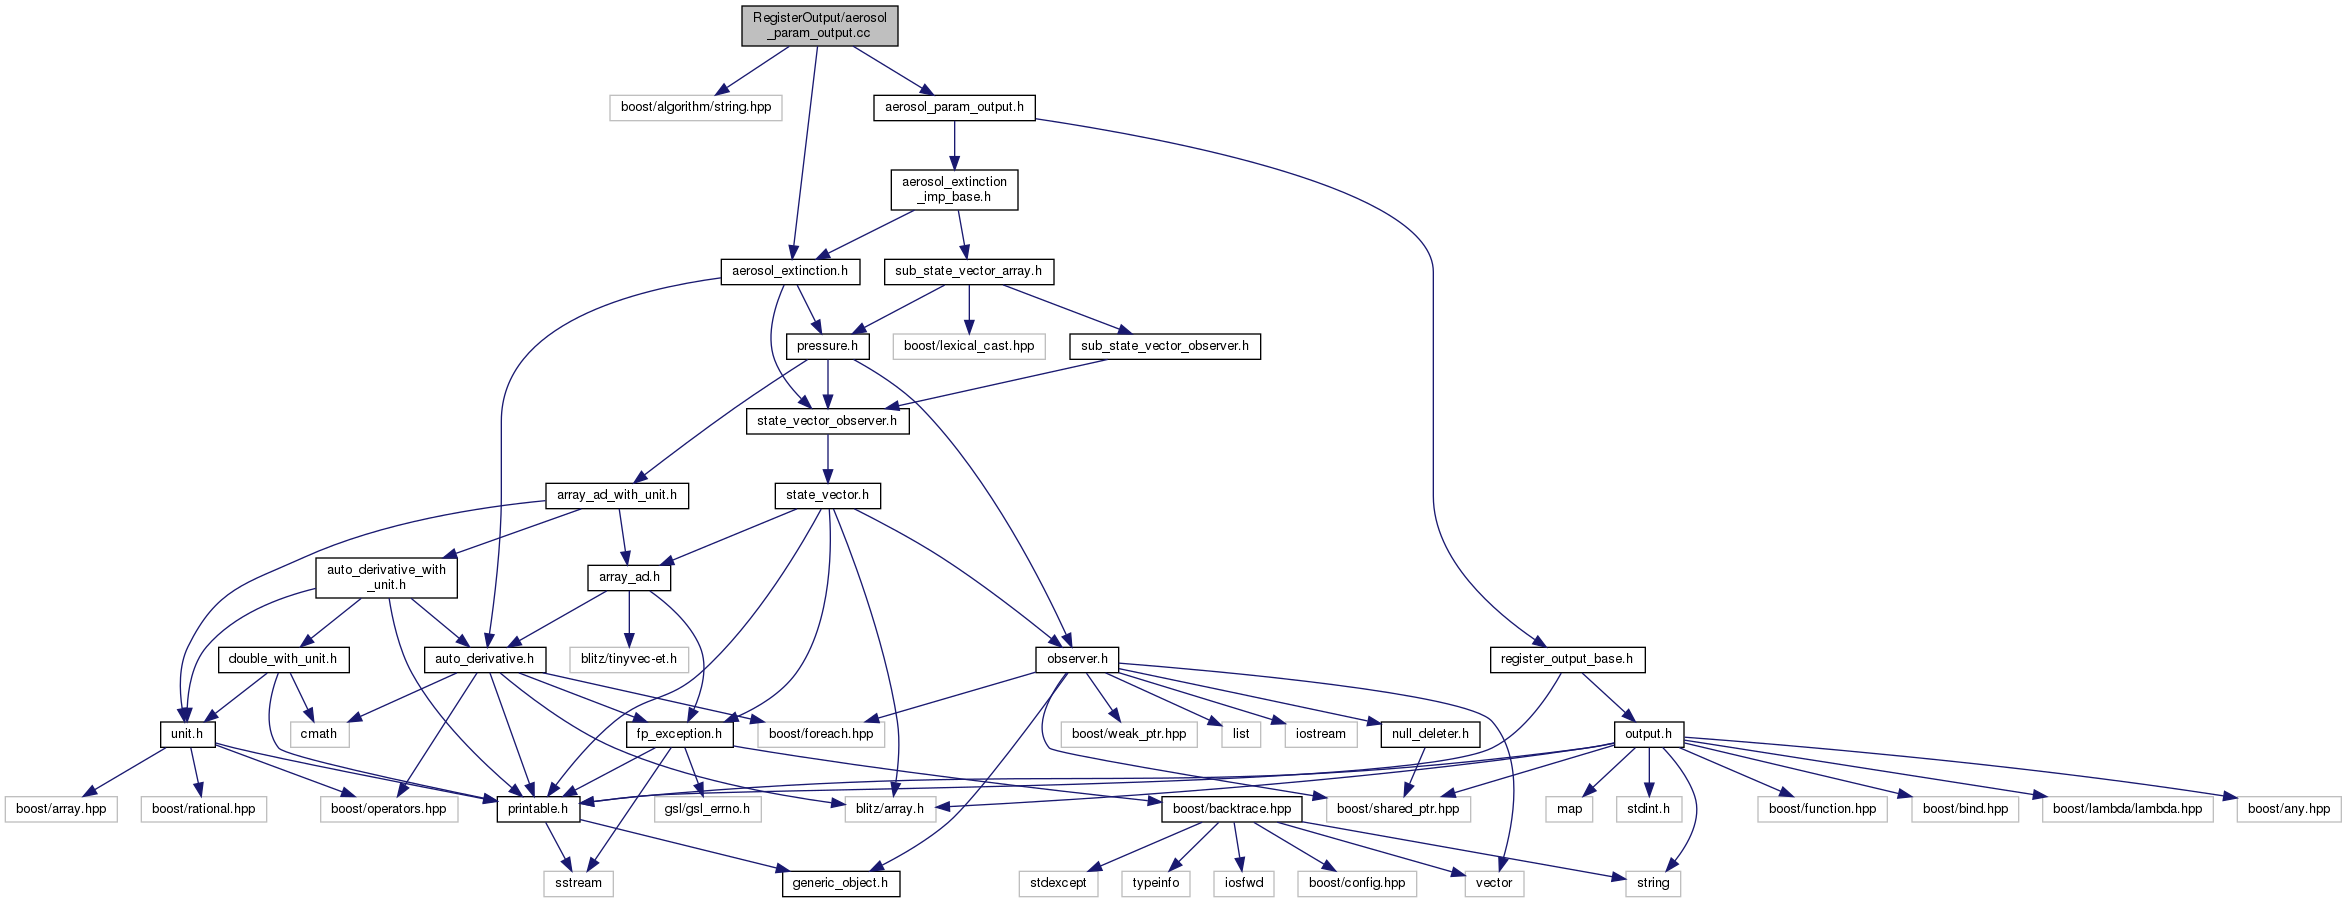 RegisterOutput/aerosol
_param_output.cc
boost/algorithm/string.hpp
aerosol_param_output.h
aerosol_extinction
_imp_base.h
aerosol_extinction.h
sub_state_vector_array.h
pressure.h
boost/lexical_cast.hpp
sub_state_vector_observer.h
state_vector_observer.h
array_ad_with_unit.h
state_vector.h
auto_derivative_with
_unit.h
array_ad.h
double_with_unit.h
auto_derivative.h
blitz/tinyvec-et.h
observer.h
register_output_base.h
unit.h
cmath
fp_exception.h
boost/foreach.hpp
boost/weak_ptr.hpp
list
iostream
null_deleter.h
output.h
boost/array.hpp
boost/rational.hpp
boost/operators.hpp
printable.h
gsl/gsl_errno.h
blitz/array.h
boost/backtrace.hpp
boost/shared_ptr.hpp
map
stdint.h
boost/function.hpp
boost/bind.hpp
boost/lambda/lambda.hpp
boost/any.hpp
sstream
generic_object.h
stdexcept
typeinfo
iosfwd
boost/config.hpp
vector
string